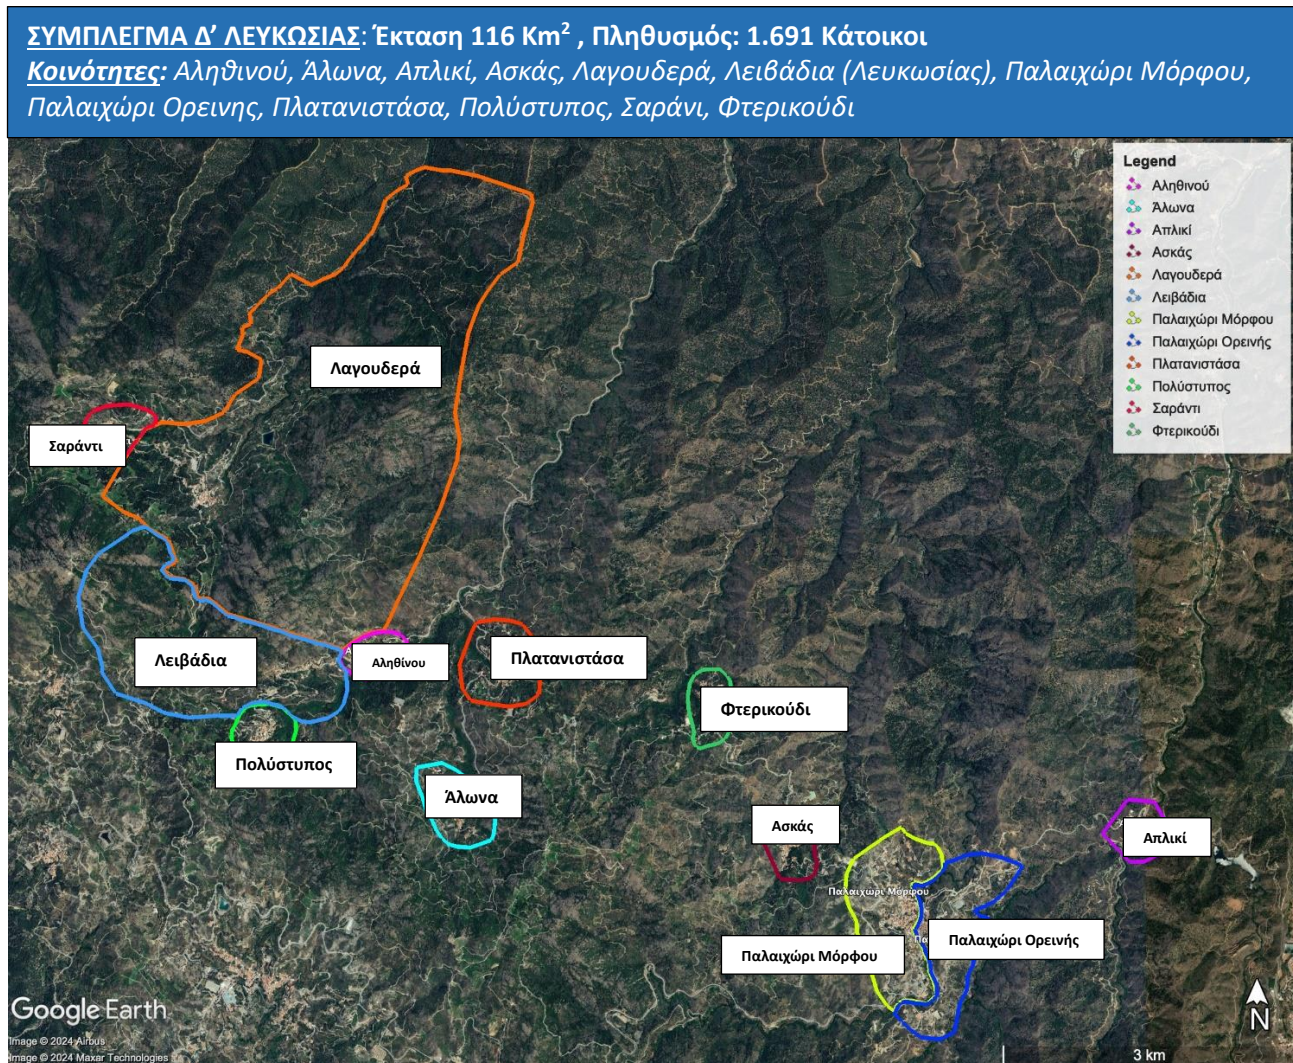 ΣΥΜΠΛΕΓΜΑ Δ’ ΛΕΥΚΩΣΙΑΣ: Έκταση 116 Km² , Πληθυσμός: 1.691 Κάτοικοι
Κοινότητες: Αληθινού, Άλωνα, Απλικί, Ασκάς, Λαγουδερά, Λειβάδια (Λευκωσίας), Παλαιχώρι Μόρφου,
Παλαιχώρι Ορεινης, Πλατανιστάσα, Πολύστυπος, Σαράνι, Φτερικούδι
Legend
Αληθινού
Άλωνα
Απλικί
Ασκάς
Λαγουδερά
Λειβάδια
Παλαιχώρι Μόρφου
Παλαιχώρι Ορεινής
Πλατανιστάσα
Πολύστυπος
Σαράντι
Φτερικούδι
Λαγουδερά
Σαράντι
Λειβάδια
Αληθίνου
Πλατανιστάσα
Φτερικούδι
Πολύστυπος
Άλωνα
Ασκάς
Απλικί
Παλαιχώρι Μόρφου
Παλαιχώρι Ορεινής
Παλαιχώρι Μόρφου
Google Earth
Image © 2024 Airbus
Image © 2024 Maxar Technologies
N
3 km